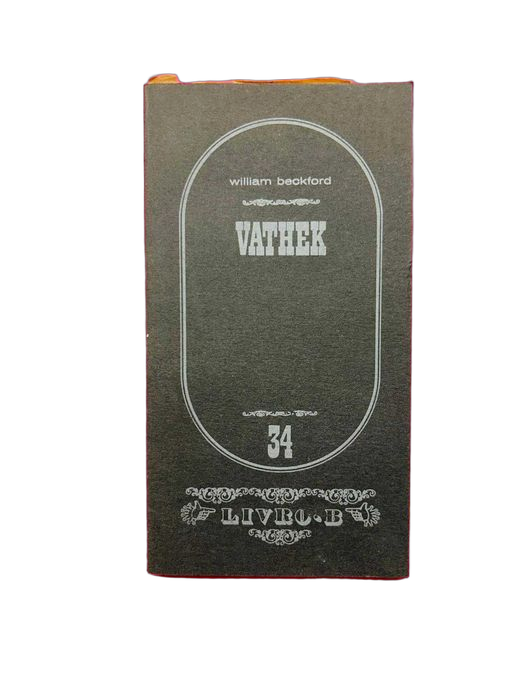 william beckford
VATHEK
34
LIVRO-B